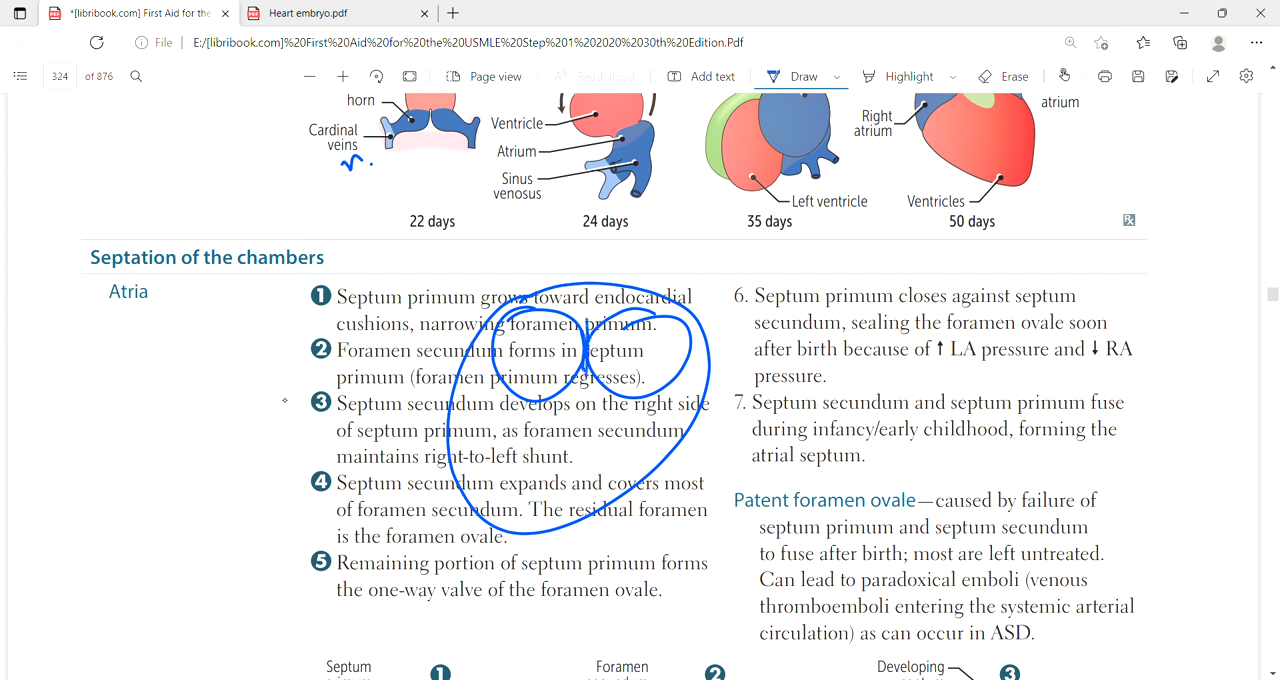 *[libribook.com] First Aid for the
Heart embryo.pdf
File
E:/[libribook.com]%20First%20Aid%20for%20the%20USMLE%20Step%201%202020%2030th%20Edition.Pdf
324
of 876
Page view
Read aloud
Add text
Draw
Highlight
Erase
horn
Cardinal
veins
22 days
Ventricle
Atrium
Sinus
venosus
24 days
Left ventricle
35 days
Right
atrium
atrium
Ventricles
50 days
Septation of the chambers
Atria
1 Septum primum grows toward endocardial
cushions, narrowing foramen primum.
2 Foramen secundum forms in septum
primum (foramen primum regresses).
3 Septum secundum develops on the right side
of septum primum, as foramen secundum
maintains right-to-left shunt.
4 Septum secundum expands and covers most
of foramen secundum. The residual foramen
is the foramen ovale.
5 Remaining portion of septum primum forms
the one-way valve of the foramen ovale.
6. Septum primum closes against septum
secundum, sealing the foramen ovale soon
after birth because of ↑ LA pressure and ↓ RA
pressure.
7. Septum secundum and septum primum fuse
during infancy/early childhood, forming the
atrial septum.
Patent foramen ovale—caused by failure of
septum primum and septum secundum
to fuse after birth; most are left untreated.
Can lead to paradoxical emboli (venous
thromboemboli entering the systemic arterial
circulation) as can occur in ASD.
Septum
1
Foramen
2
Developing
3